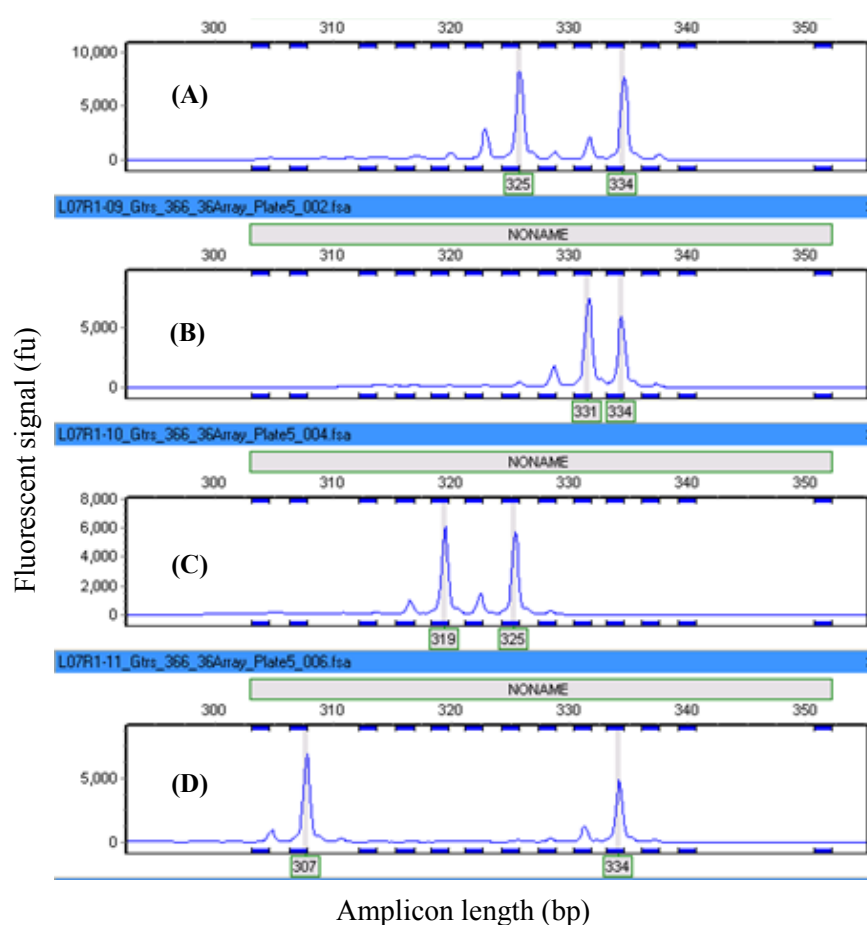 300 310 320 330 340 350
10,000
5,000
0
(A)
325 334
L07R1-09_Gtrs_366_36Array_Plate5_002.fsa
NONAME
300 310 320 330 340 350
5,000
0
(B)
331 334
L07R1-10_Gtrs_366_36Array_Plate5_004.fsa
NONAME
300 310 320 330 340 350
8,000
6,000
4,000
2,000
0
(C)
319 325
L07R1-11_Gtrs_366_36Array_Plate5_006.fsa
NONAME
300 310 320 330 340 350
5,000
0
(D)
307 334
Fluorescent signal (fu)
Amplicon length (bp)